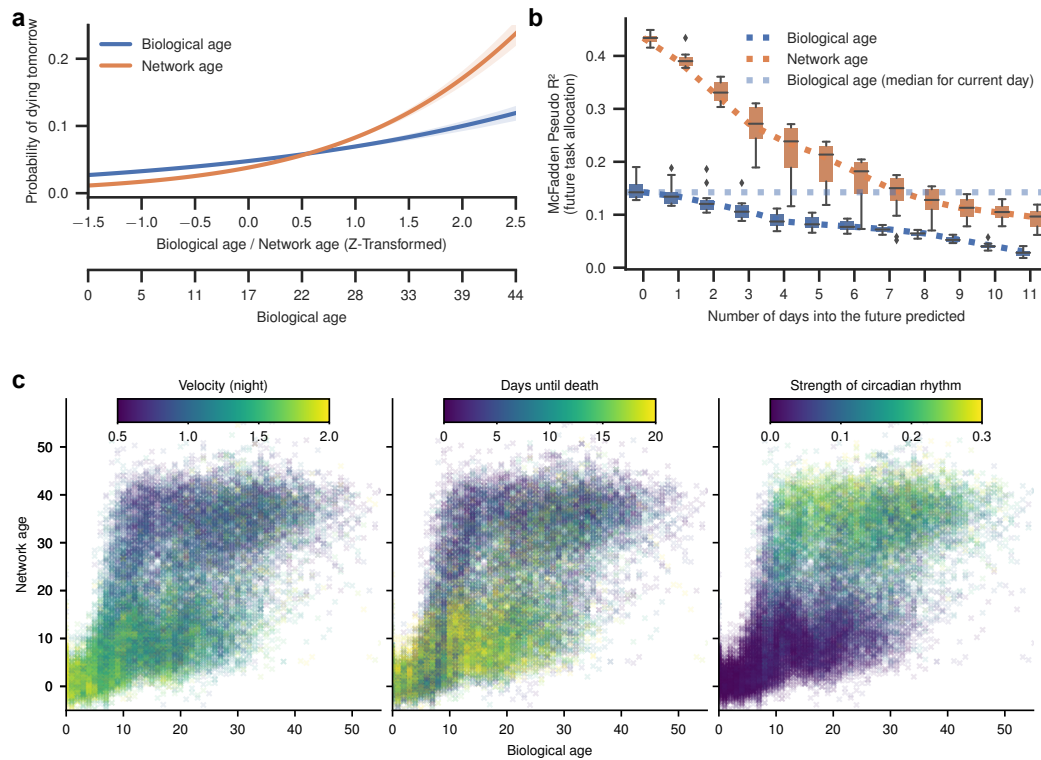 a
Probability of dying tomorrow
0.2
0.1
0.0
Biological age
Network age
−1.5 −1.0 −0.5 0.0 0.5 1.0 1.5 2.0 2.5
Biological age / Network age (Z-Transformed)
0 5 11 17 22 28 33 39 44
Biological age
b
McFadden Pseudo R²
(future task allocation)
0.4
0.3
0.2
0.1
0.0
Biological age
Network age
Biological age (median for current day)
0 1 2 3 4 5 6 7 8 9 10 11
Number of days into the future predicted
c
Velocity (night)
0.5 1.0 1.5 2.0
Days until death
0 5 10 15 20
Strength of circadian rhythm
0.0 0.1 0.2 0.3
Network age
50
40
30
20
10
0
0 10 20 30 40 50
0 10 20 30 40 50
0 10 20 30 40 50
Biological age